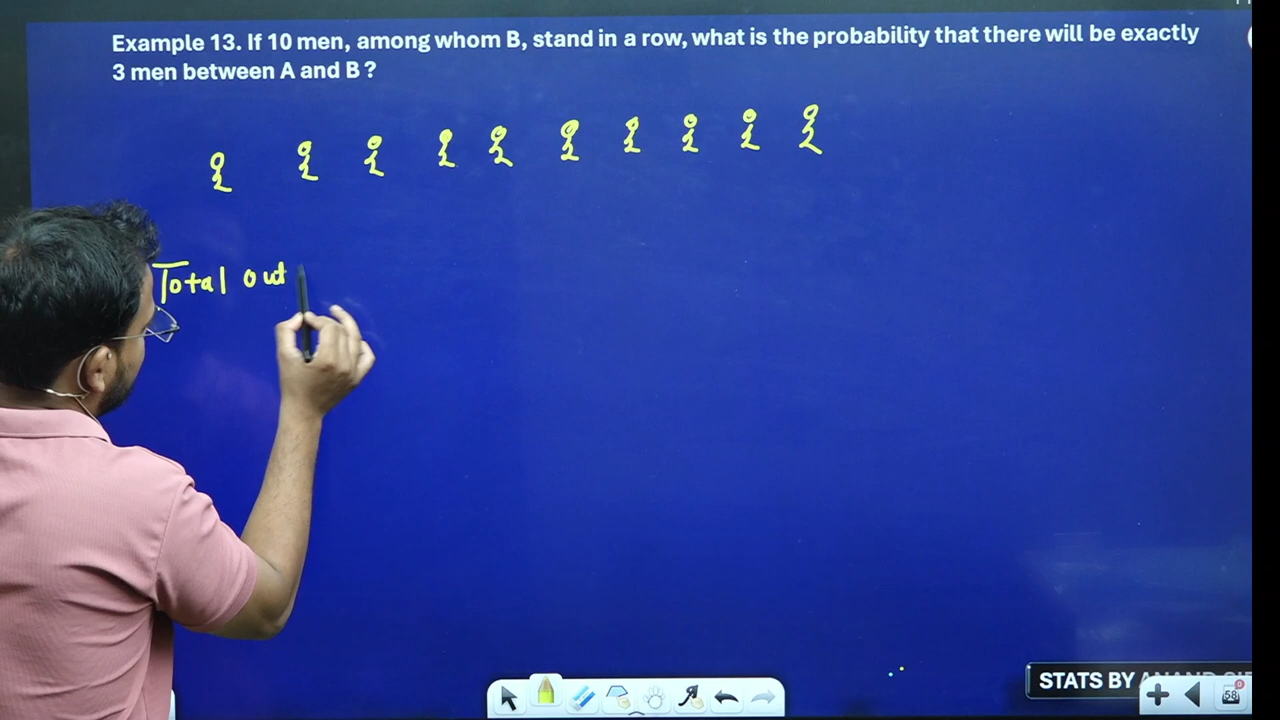 Example 13. If 10 men, among whom B, stand in a row, what is the probability that there will be exactly
3 men between A and B ?
Total out
STATS BY
58